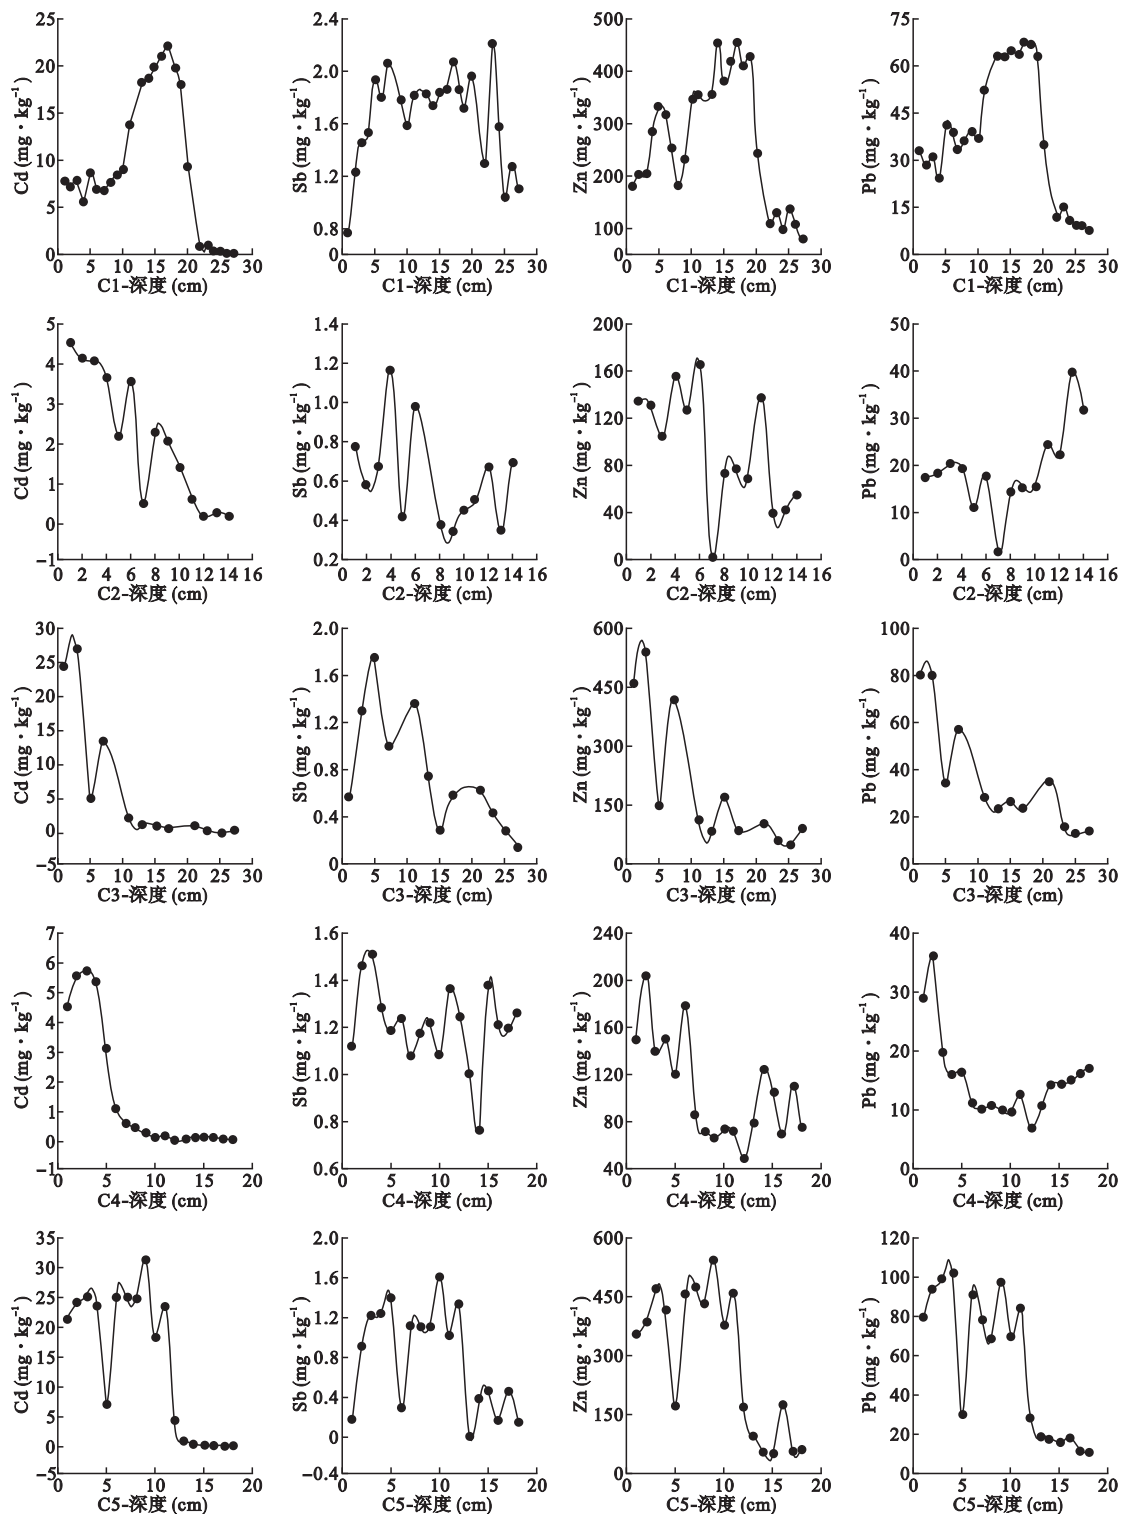 Cd (mg・kg⁻¹)
25 20 15 10 5 0
0 5 10 15 20 25 30
C1-深度 (cm)
Sb (mg・kg⁻¹)
2.4 2.0 1.6 1.2 0.8 0
0 5 10 15 20 25 30
C1-深度 (cm)
Zn (mg・kg⁻¹)
500 400 300 200 100 0
0 5 10 15 20 25 30
C1-深度 (cm)
Pb (mg・kg⁻¹)
75 60 45 30 15 0
0 5 10 15 20 25 30
C1-深度 (cm)
Cd (mg・kg⁻¹)
5 4 3 2 1 0 −1
0 2 4 6 8 10 12 14 16
C2-深度 (cm)
Sb (mg・kg⁻¹)
1.4 1.2 1.0 0.8 0.6 0.4 0.2
0 2 4 6 8 10 12 14 16
C2-深度 (cm)
Zn (mg・kg⁻¹)
200 160 120 80 40 0
0 2 4 6 8 10 12 14 16
C2-深度 (cm)
Pb (mg・kg⁻¹)
50 40 30 20 10 0
0 2 4 6 8 10 12 14 16
C2-深度 (cm)
Cd (mg・kg⁻¹)
30 25 20 15 10 5 0 −5
0 5 10 15 20 25 30
C3-深度 (cm)
Sb (mg・kg⁻¹)
2.0 1.6 1.2 0.8 0.4 0
0 5 10 15 20 25 30
C3-深度 (cm)
Zn (mg・kg⁻¹)
600 450 300 150 0
0 5 10 15 20 25 30
C3-深度 (cm)
Pb (mg・kg⁻¹)
100 80 60 40 20 0
0 5 10 15 20 25 30
C3-深度 (cm)
Cd (mg・kg⁻¹)
7 6 5 4 3 2 1 0 −1
0 5 10 15 20
C4-深度 (cm)
Sb (mg・kg⁻¹)
1.6 1.4 1.2 1.0 0.8 0.6
0 5 10 15 20
C4-深度 (cm)
Zn (mg・kg⁻¹)
240 200 160 120 80 40
0 5 10 15 20
C4-深度 (cm)
Pb (mg・kg⁻¹)
40 30 20 10 0
0 5 10 15 20
C4-深度 (cm)
Cd (mg・kg⁻¹)
35 30 25 20 15 10 5 0 −5
0 5 10 15 20
C5-深度 (cm)
Sb (mg・kg⁻¹)
2.0 1.6 1.2 0.8 0.4 0 −0.4
0 5 10 15 20
C5-深度 (cm)
Zn (mg・kg⁻¹)
600 450 300 150 0
0 5 10 15 20
C5-深度 (cm)
Pb (mg・kg⁻¹)
120 100 80 60 40 20 0
0 5 10 15 20
C5-深度 (cm)